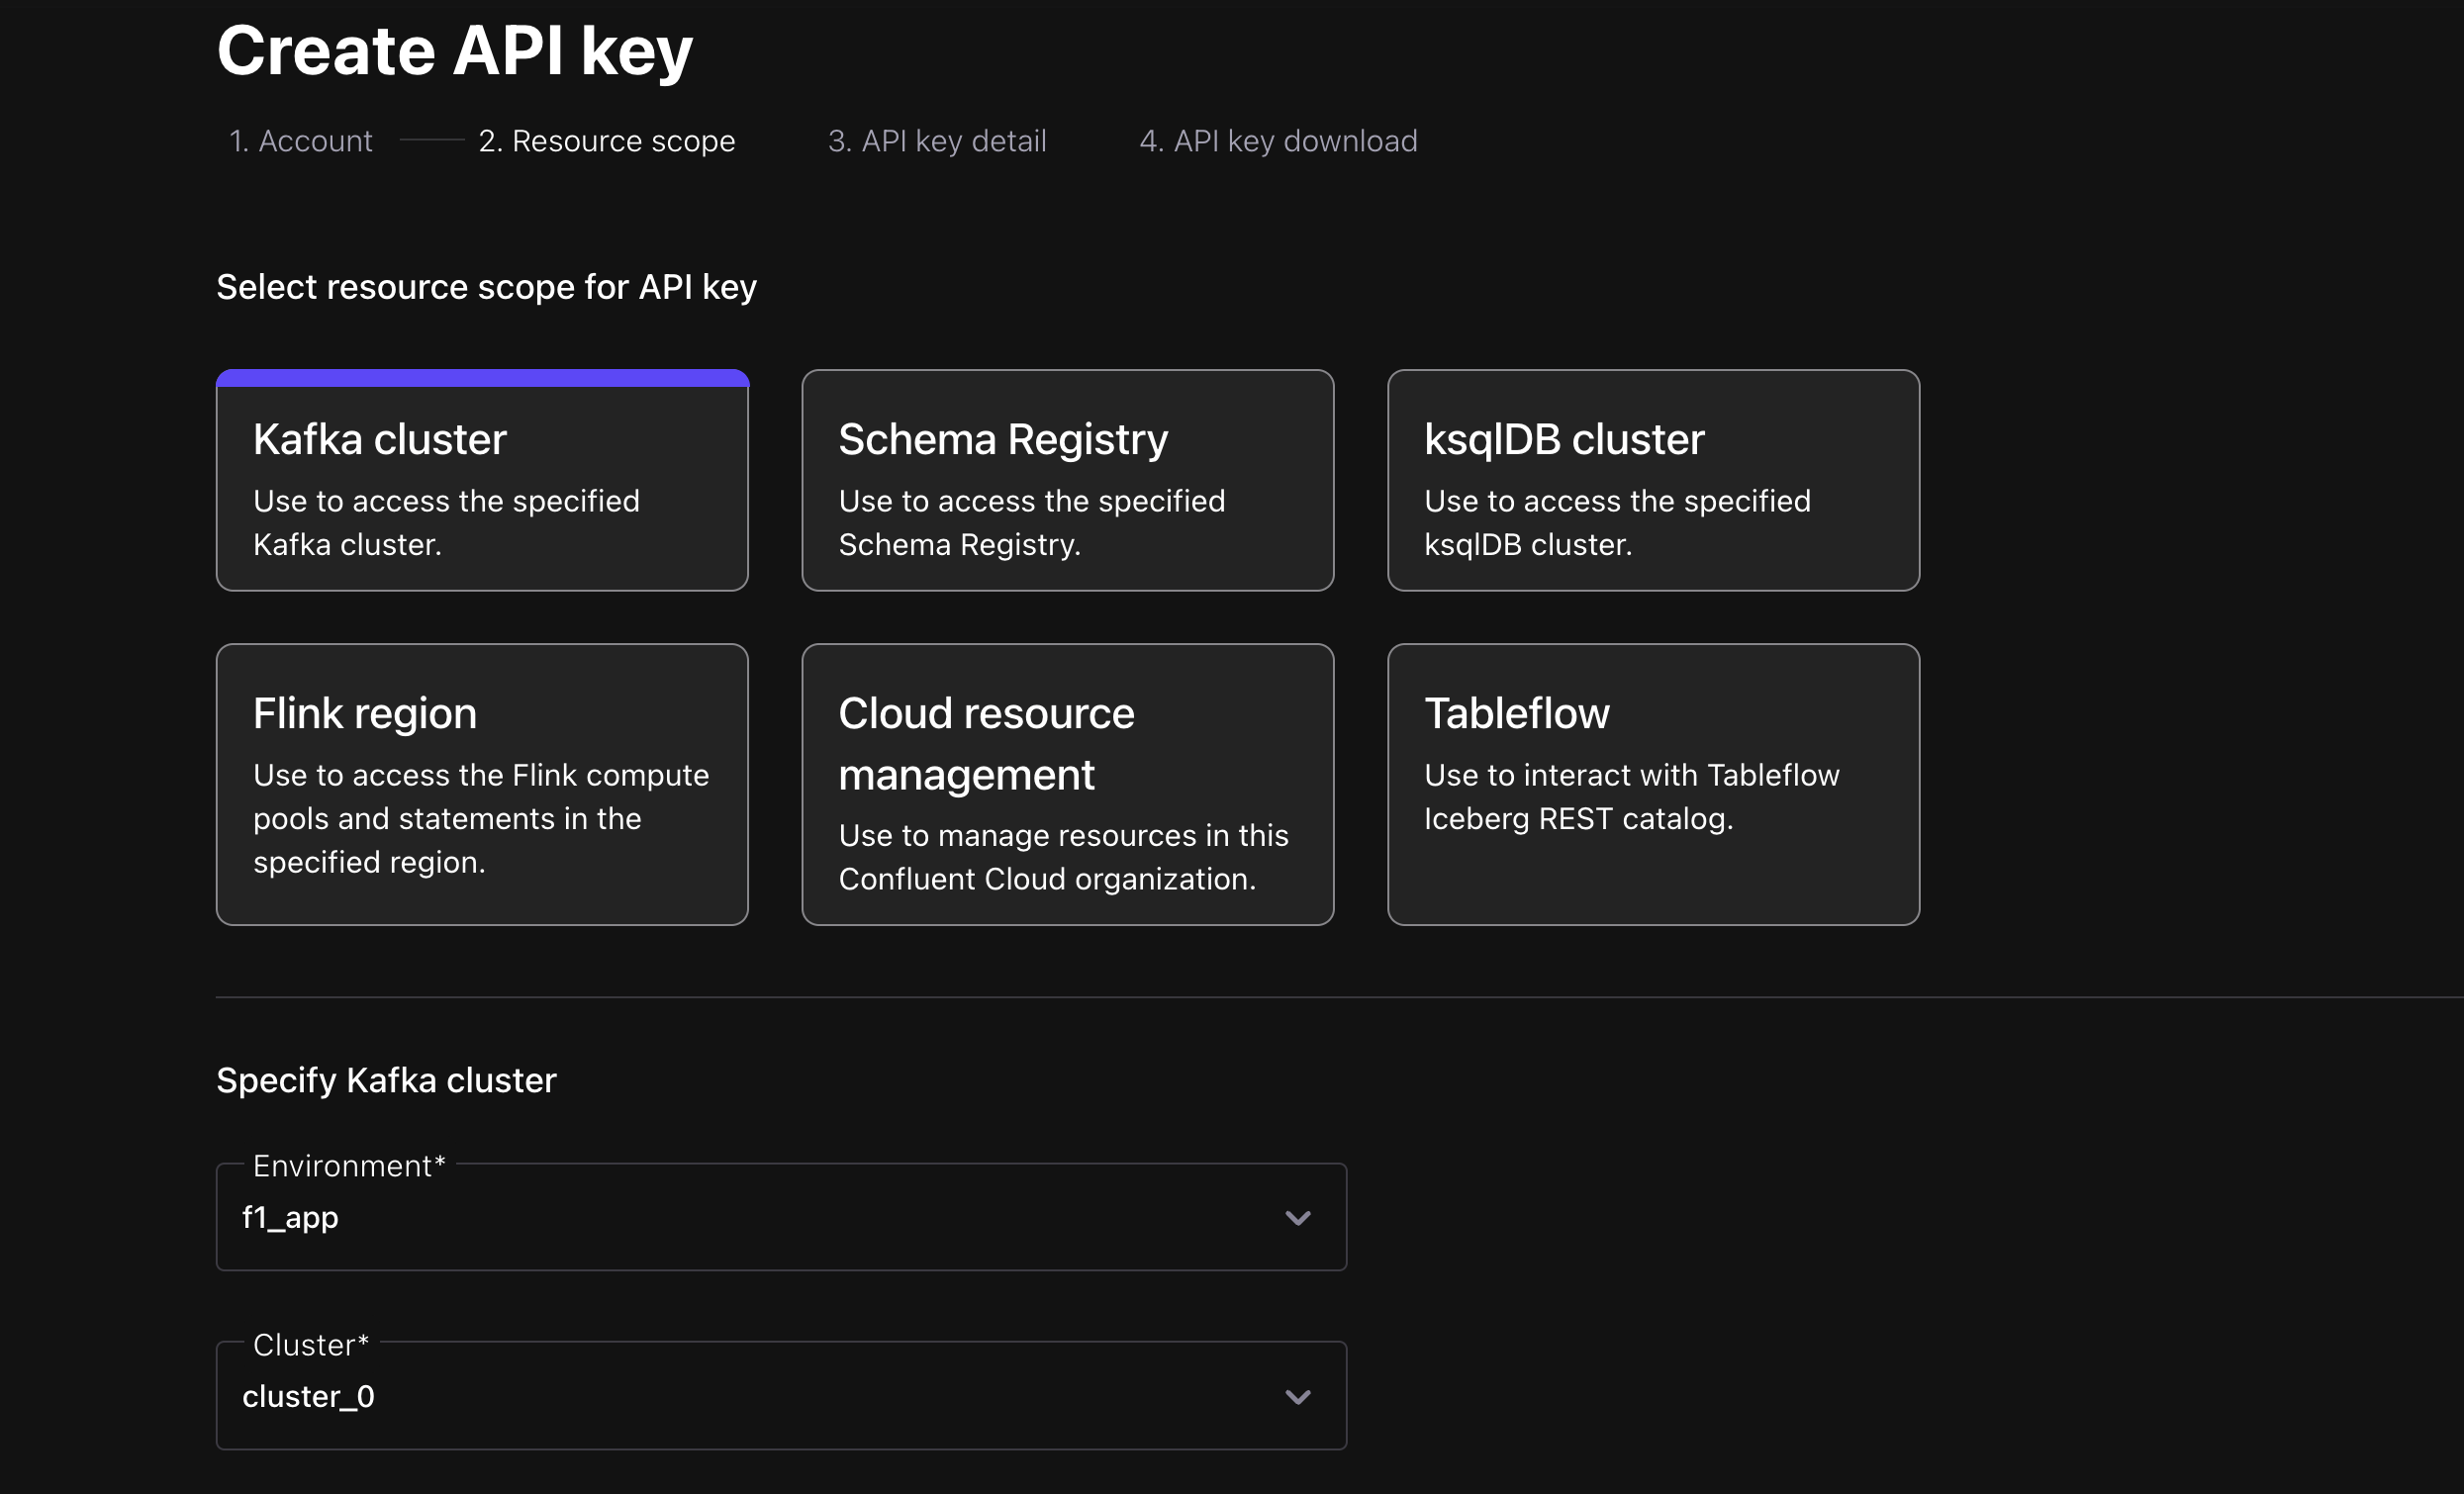 Create API key
1. Account
2. Resource scope
3. API key detail
4. API key download
Select resource scope for API key
Kafka cluster
Use to access the specified
Kafka cluster.
Schema Registry
Use to access the specified
Schema Registry.
ksqlDB cluster
Use to access the specified
ksqlDB cluster.
Flink region
Use to access the Flink compute
pools and statements in the
specified region.
Cloud resource
management
Use to manage resources in this
Confluent Cloud organization.
Tableflow
Use to interact with Tableflow
Iceberg REST catalog.
Specify Kafka cluster
Environment*
f1_app
Cluster*
cluster_0